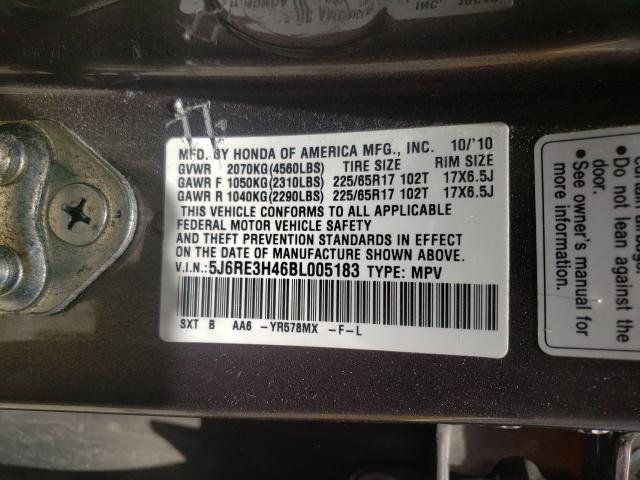 MFD. BY HONDA OF AMERICA MFG., INC. 10/'10
GVWR 2070KG(4560LBS) TIRE SIZE RIM SIZE
GAWR F 1050KG(2310LBS) 225/65R17 102T 17X6.5J
GAWR R 1040KG(2290LBS) 225/65R17 102T 17X6.5J
THIS VEHICLE CONFORMS TO ALL APPLICABLE
FEDERAL MOTOR VEHICLE SAFETY
AND THEFT PREVENTION STANDARDS IN EFFECT
ON THE DATE OF MANUFACTURE SHOWN ABOVE.
V.I.N.:5J6RE3H46BL005183 TYPE: MPV
SXT B AA6 -YR578MX -F-L
door.
• Do not lean against
• See owner's manual for
more information.